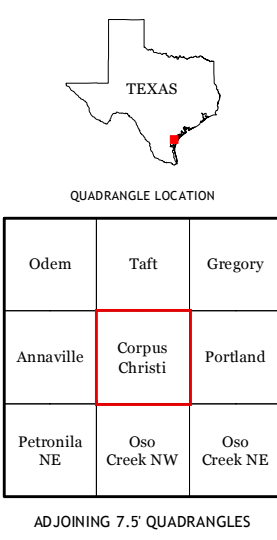 TEXAS
QUADRANGLE LOCATION
Odem
Taft
Gregory
Annaville
Corpus
Christi
Portland
Petronila
NE
Oso
Creek NW
Oso
Creek NE
ADJOINING 7.5' QUADRANGLES